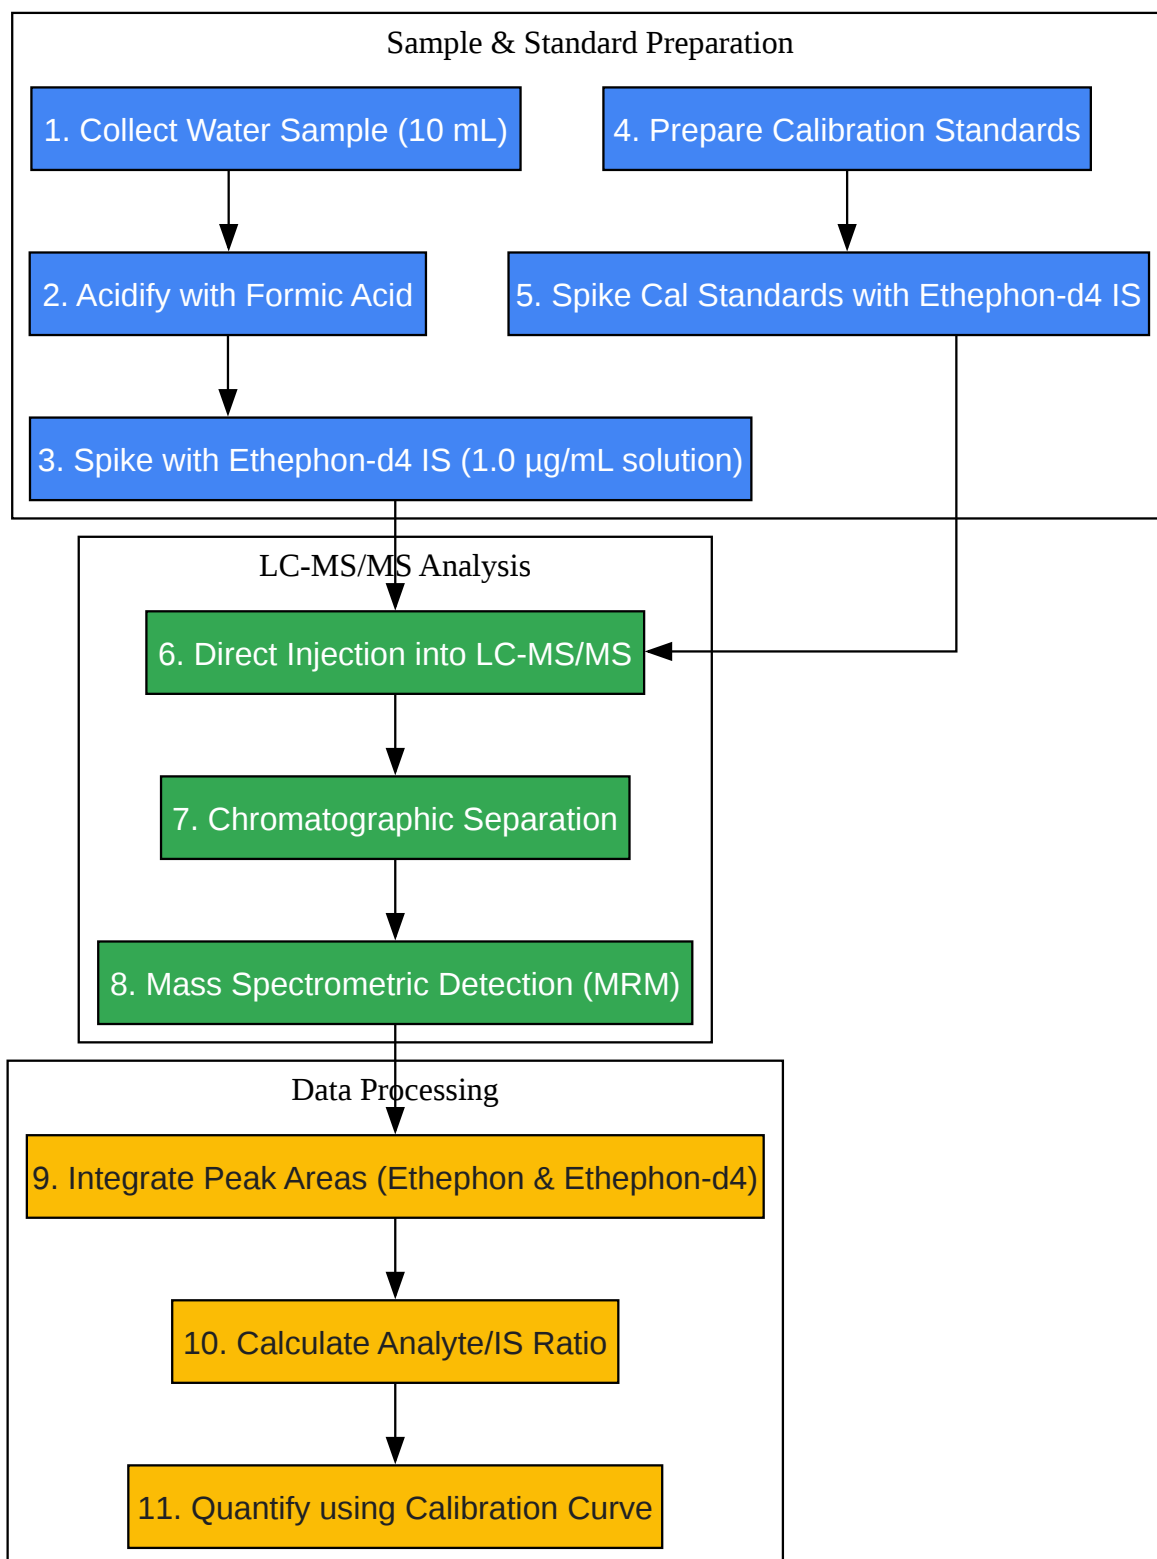 Sample & Standard Preparation
1. Collect Water Sample (10 mL)
4. Prepare Calibration Standards
2. Acidify with Formic Acid
5. Spike Cal Standards with Ethephon-d4 IS
3. Spike with Ethephon-d4 IS (1.0 µg/mL solution)
LC-MS/MS Analysis
6. Direct Injection into LC-MS/MS
7. Chromatographic Separation
8. Mass Spectrometric Detection (MRM)
Data Processing
9. Integrate Peak Areas (Ethephon & Ethephon-d4)
10. Calculate Analyte/IS Ratio
11. Quantify using Calibration Curve